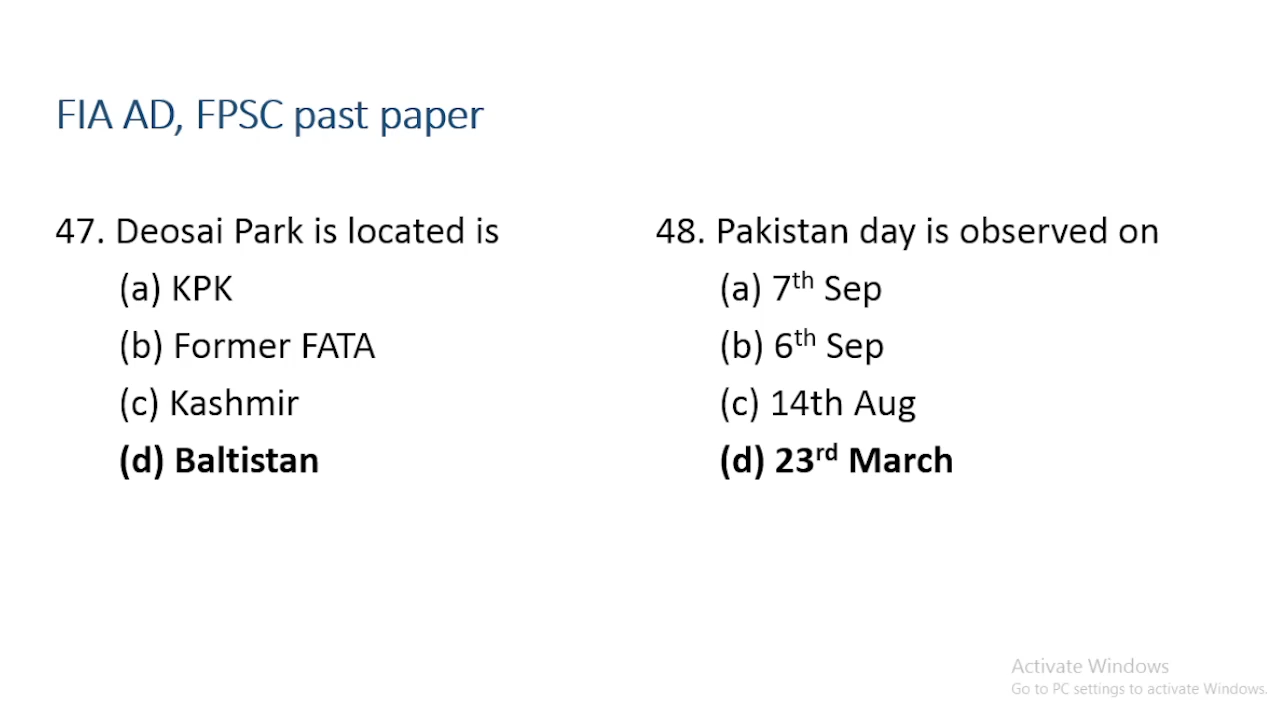 FIA AD, FPSC past paper
47. Deosai Park is located is
(a) KPK
(b) Former FATA
(c) Kashmir
(d) Baltistan
48. Pakistan day is observed on
(a) 7th Sep
(b) 6th Sep
(c) 14th Aug
(d) 23rd March
Activate Windows
Go to PC settings to activate Windows.